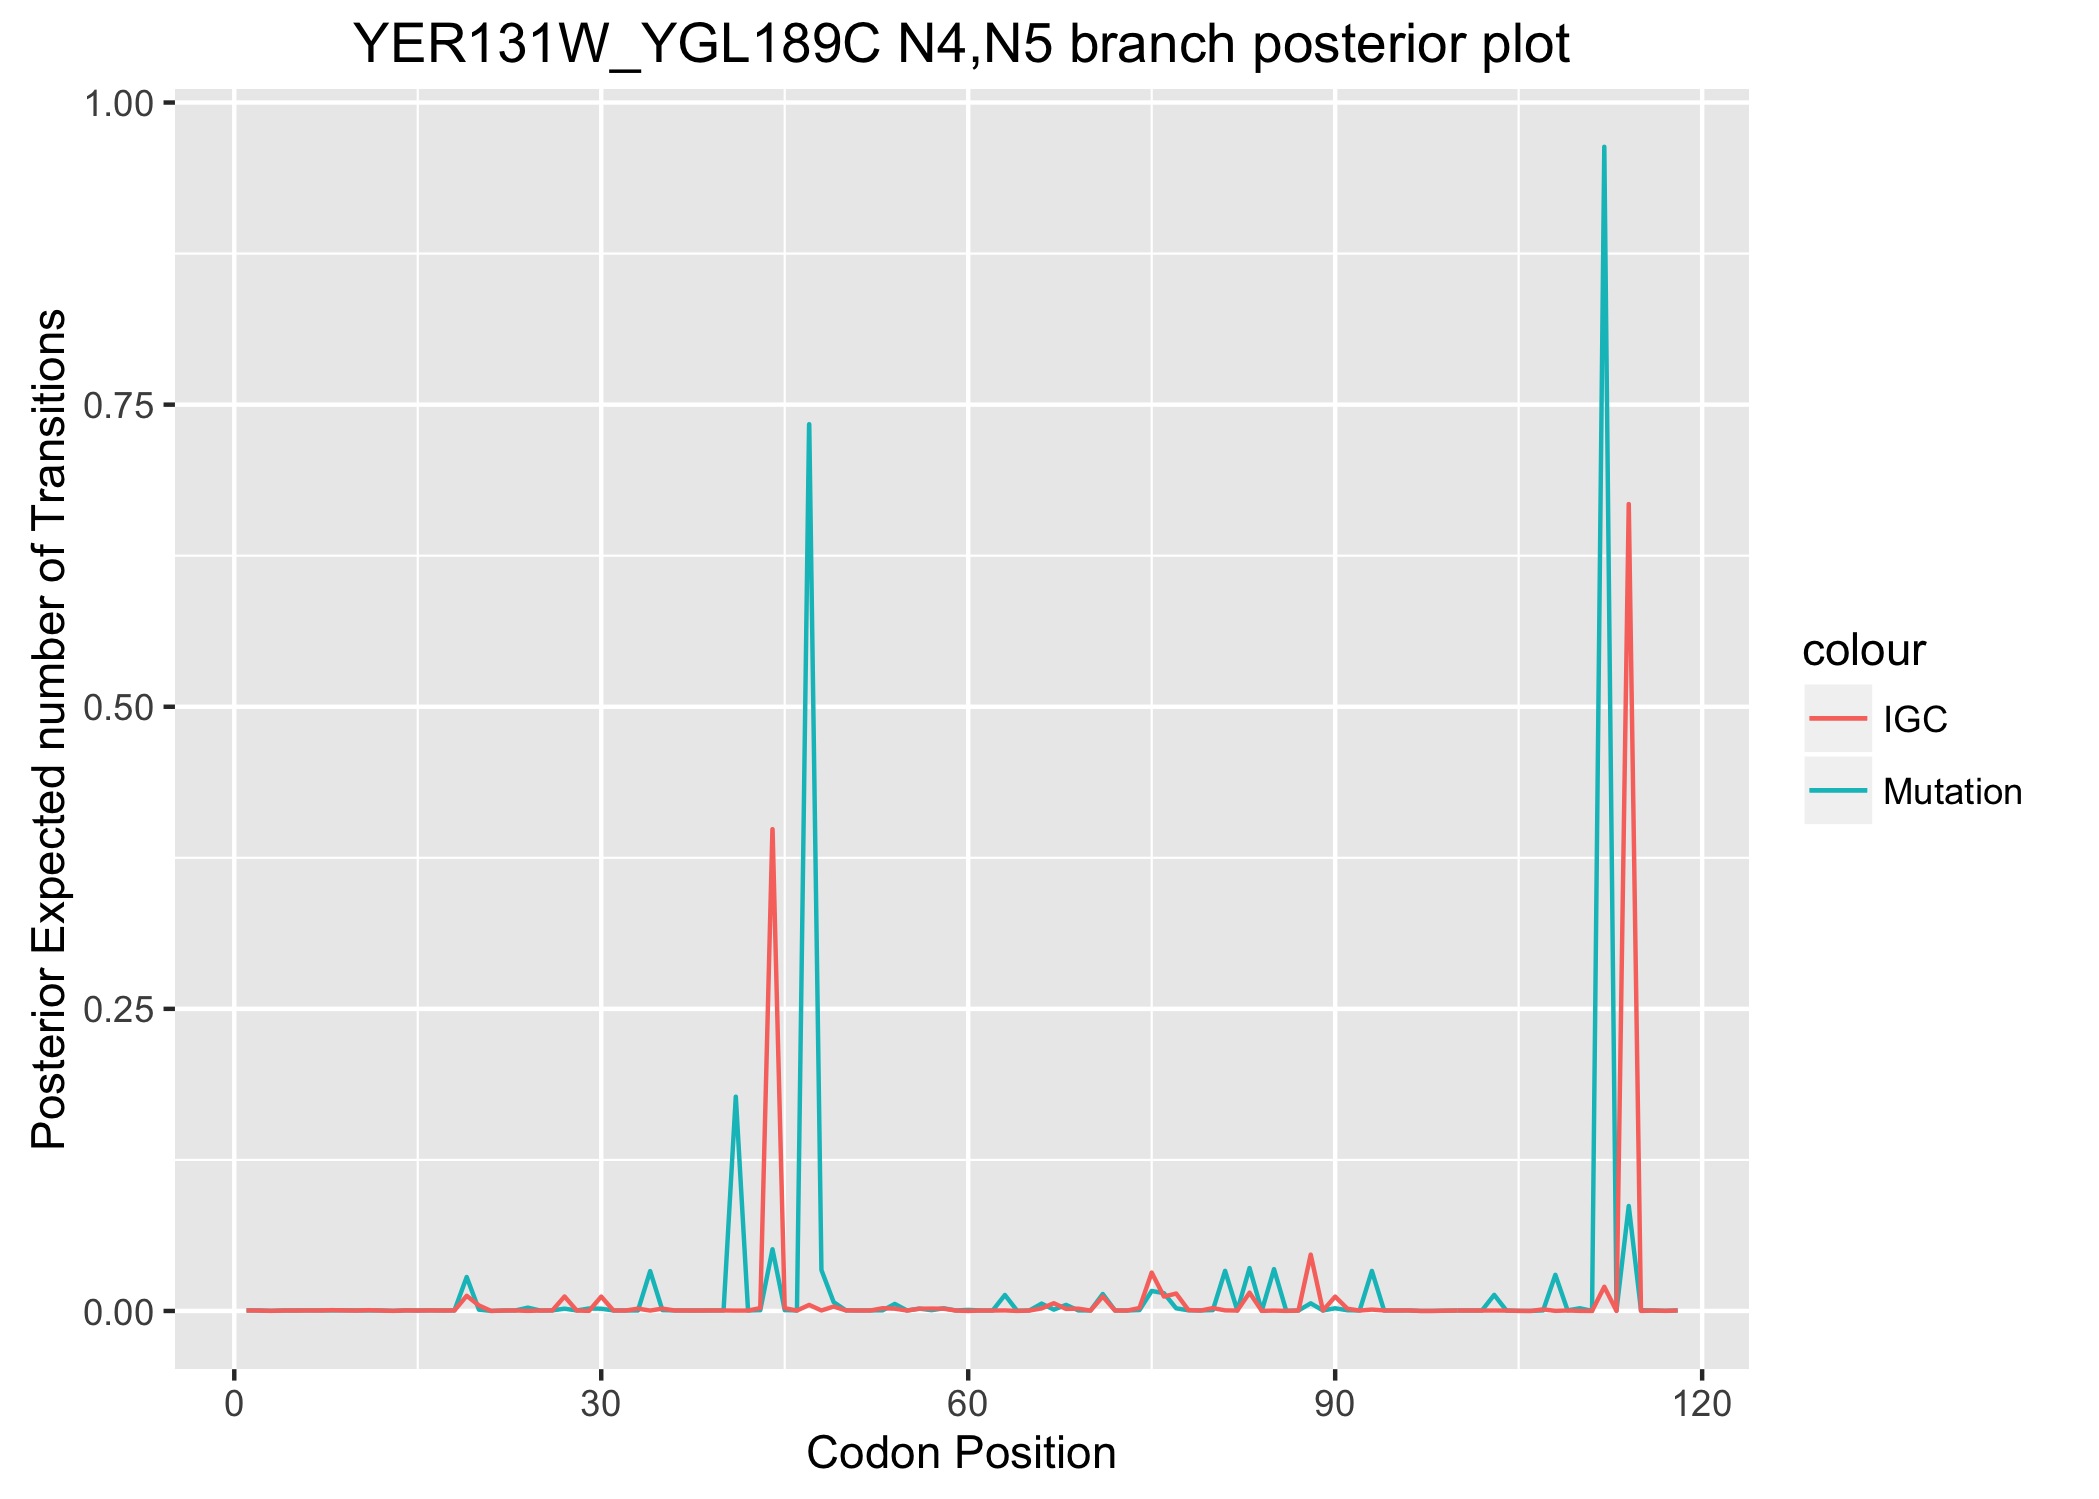 YER131W_YGL189C N4,N5 branch posterior plot
1.00
0.75
0.50
0.25
0.00
Posterior Expected number of Transitions
0 30 60 90 120
Codon Position
colour
IGC
Mutation